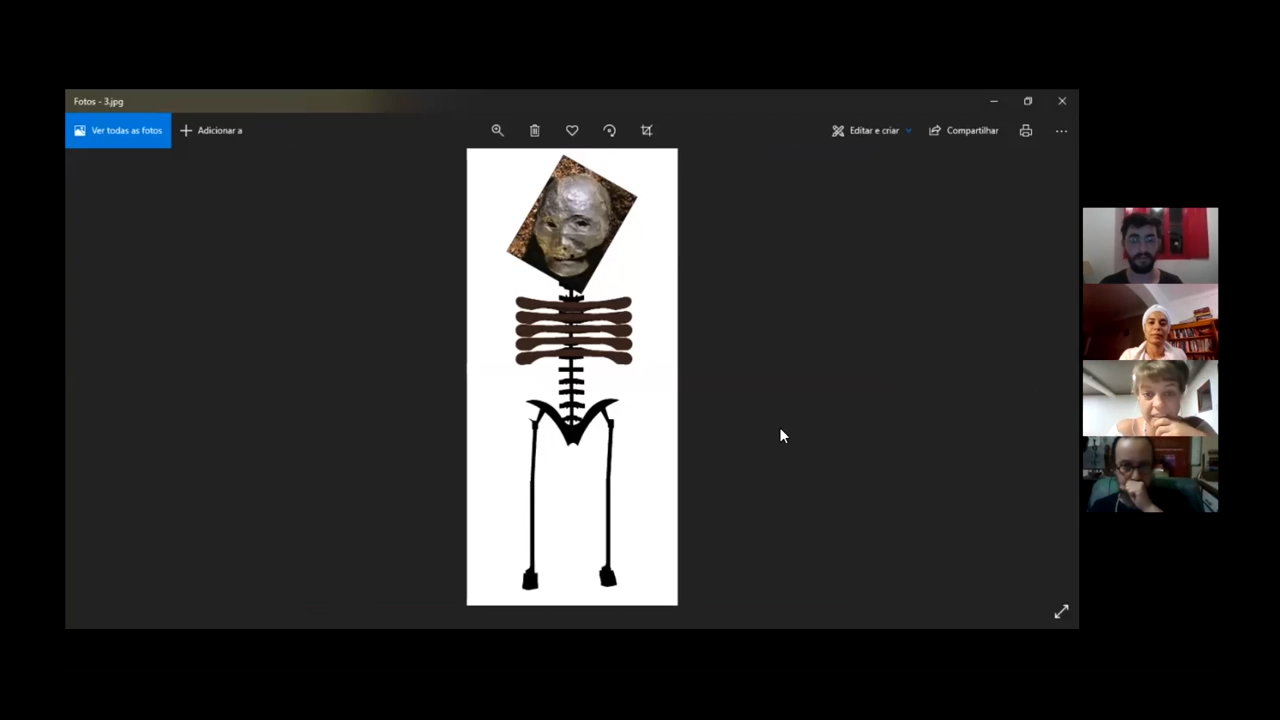 Fotos - 3.jpg
Ver todas as fotos
Adicionar a
Editar e criar
Compartilhar